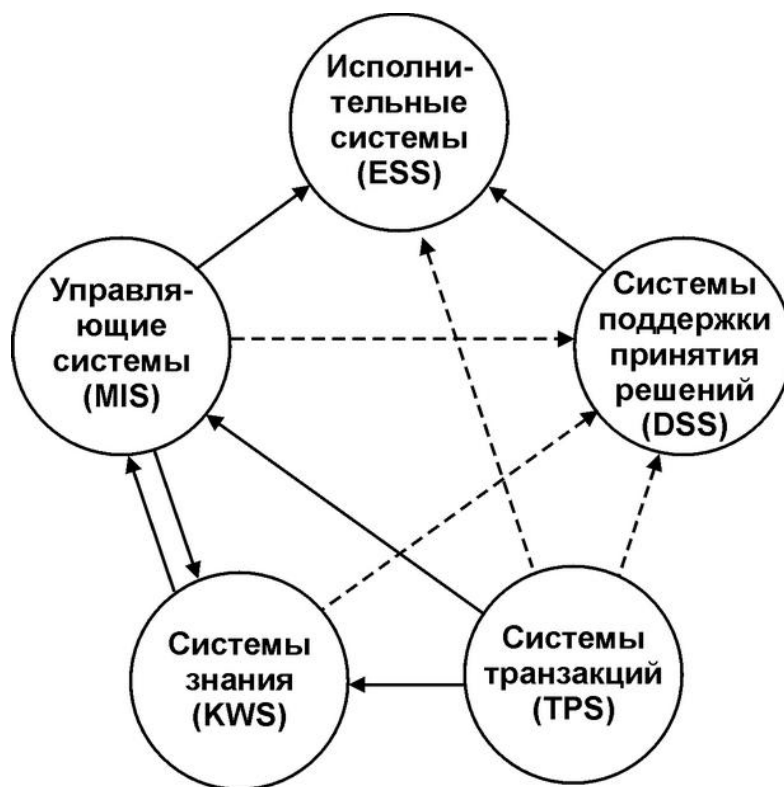 Исполни-
тельные
системы
(ESS)
Управля-
ющие
системы
(MIS)
Системы
поддержки
принятия
решений
(DSS)
Системы
знания
(KWS)
Системы
транзакций
(TPS)